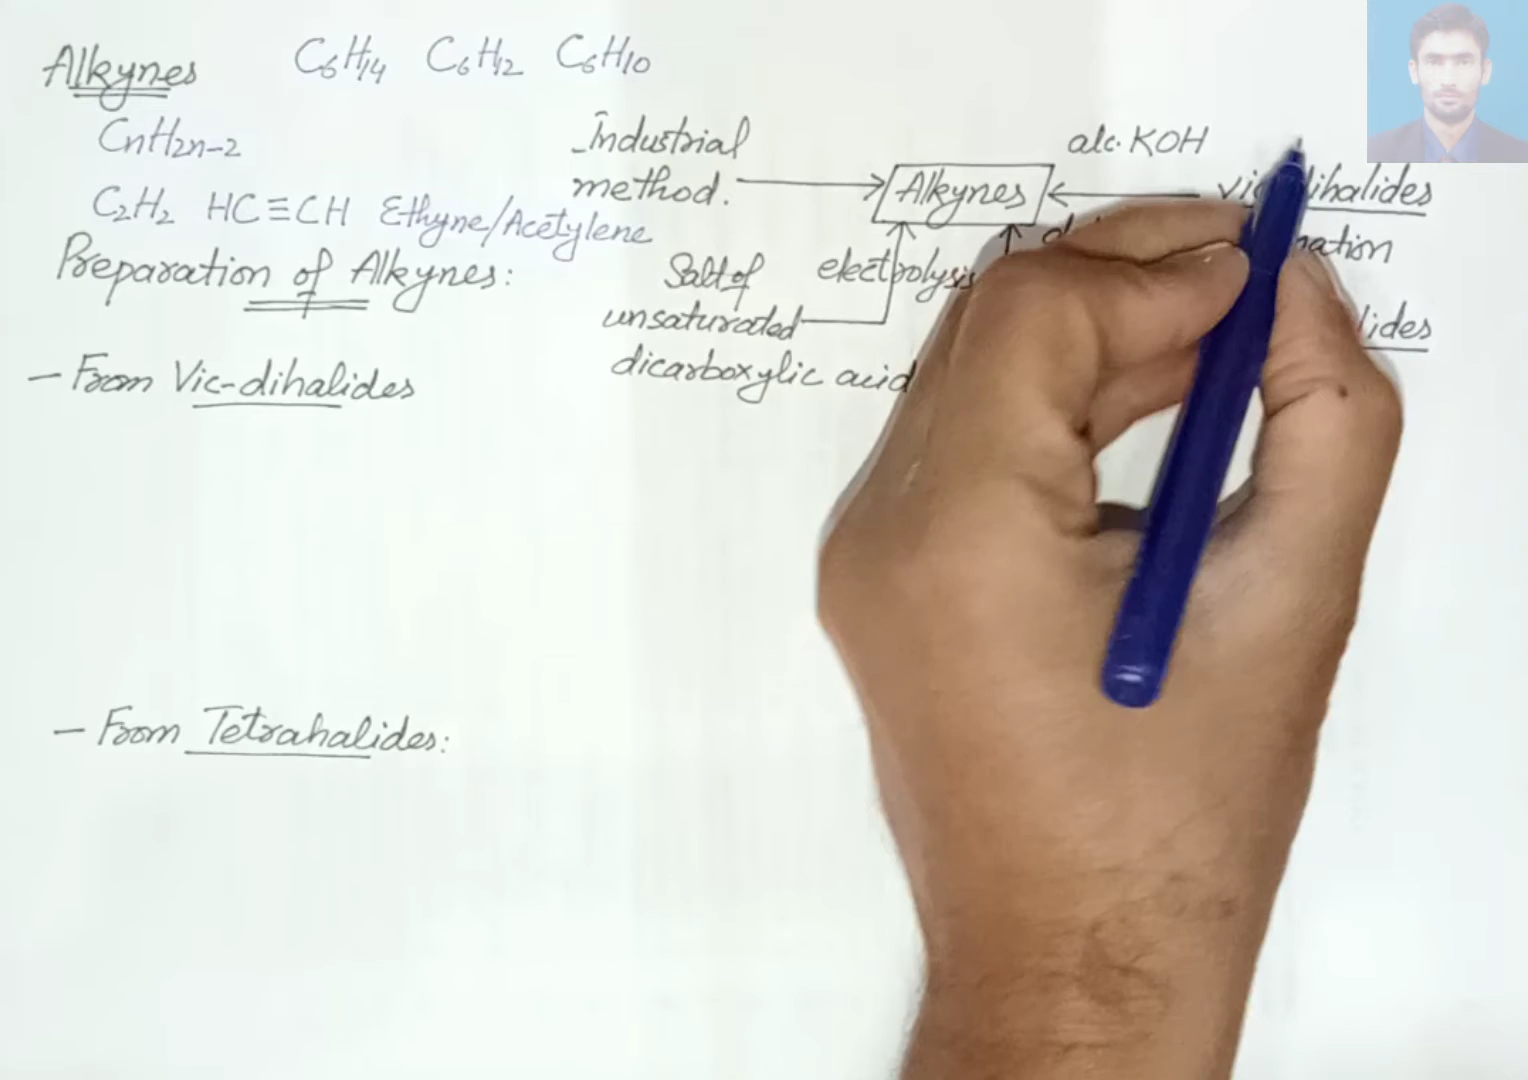 Alkynes
C6H14 C6H12 C6H10
CnH2n-2
C2H2 HC≡CH Ethyne/Acetylene
Preparation of Alkynes:
- From Vic-dihalides
- From Tetrahalides:
Industrial
method.
Alkynes
alc. KOH
Salt of
unsaturated
dicarboxylic acid
electrolysis